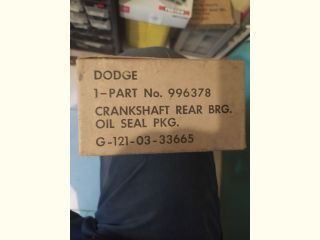 DODGE
1-PART No. 996378
CRANKSHAFT REAR BRG.
OIL SEAL PKG.
G-121-03-33665